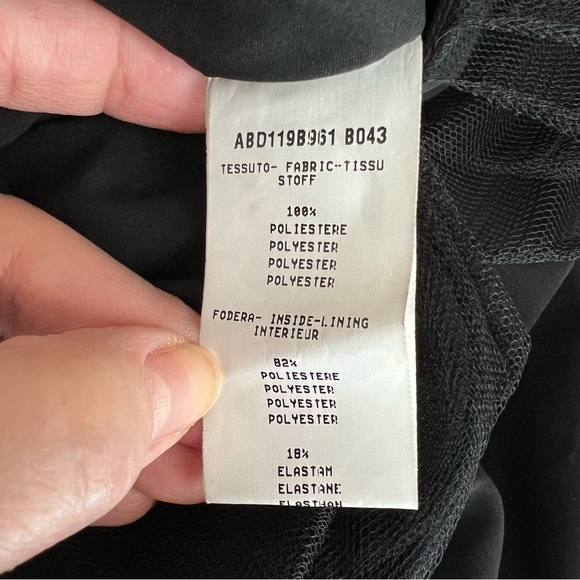 ABD119B961 B043
TESSUTO- FABRIC-TISSU
STOFF
100%
POLIESTERE
POLYESTER
POLYESTER
POLYESTER
FODERA- INSIDE-LINING
INTERIEUR
82%
POLIESTERE
POLYESTER
POLYESTER
POLYESTER
18%
ELASTAM
ELASTANE
ELASTHAN